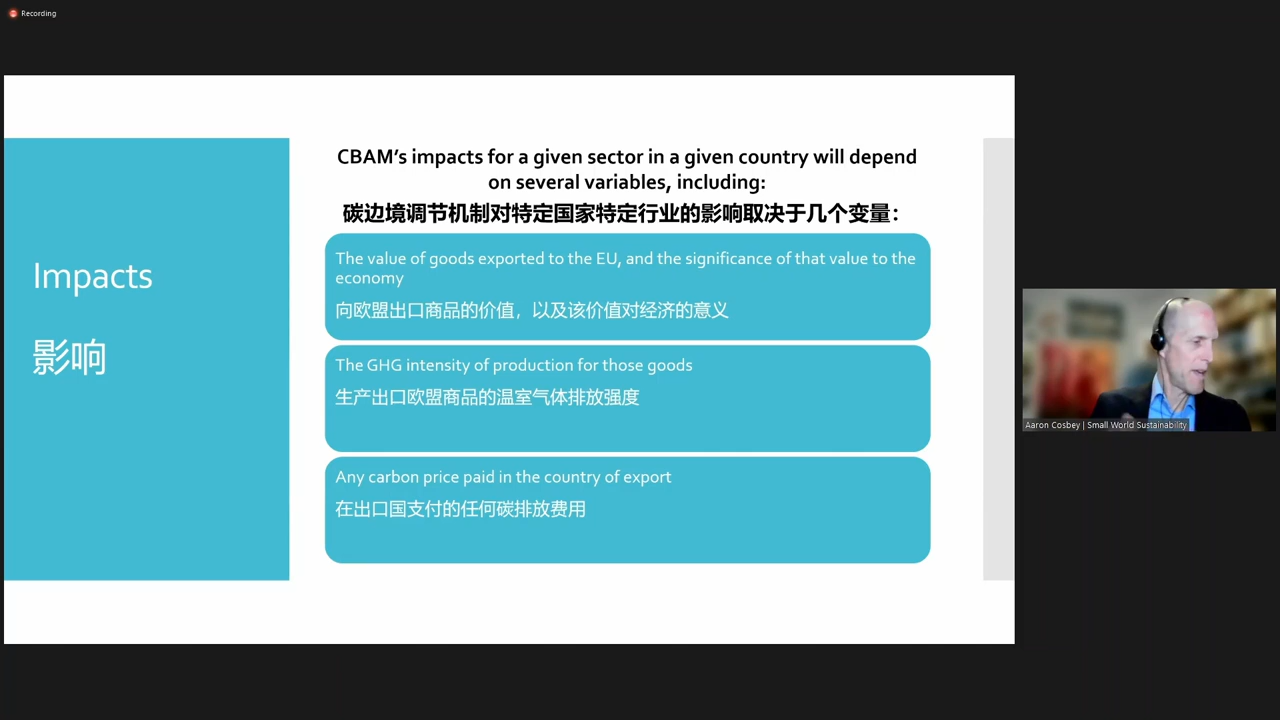 Recording
CBAM's impacts for a given sector in a given country will depend
on several variables, including:
碳边境调节机制对特定国家特定行业的影响取决于几个变量：
Impacts
影响
The value of goods exported to the EU, and the significance of that value to the
economy
向欧盟出口商品的价值，以及该价值对经济的意义
The GHG intensity of production for those goods
生产出口欧盟商品的温室气体排放强度
Any carbon price paid in the country of export
在出口国支付的任何碳排放费用
Aaron Cosbey | Small World Sustainability